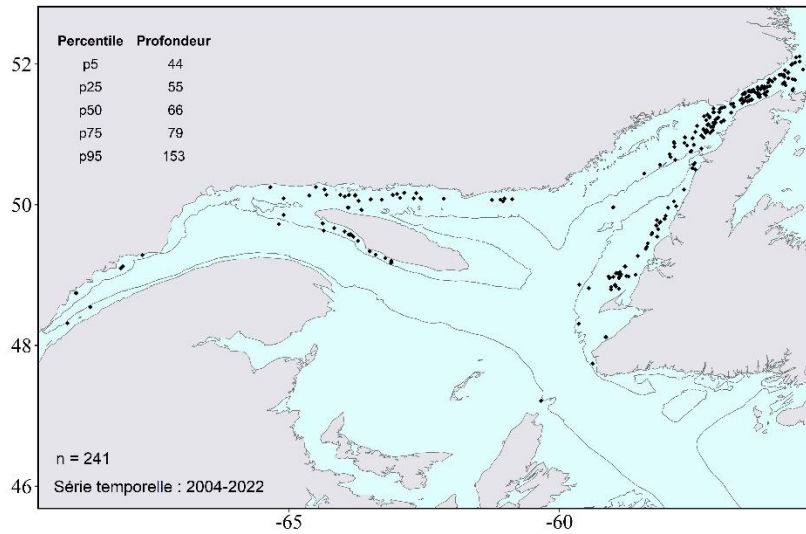 Percentile Profondeur
p5 44
p25 55
p50 66
p75 79
p95 153
52
50
48
46
n = 241
Série temporelle : 2004-2022
-65 -60